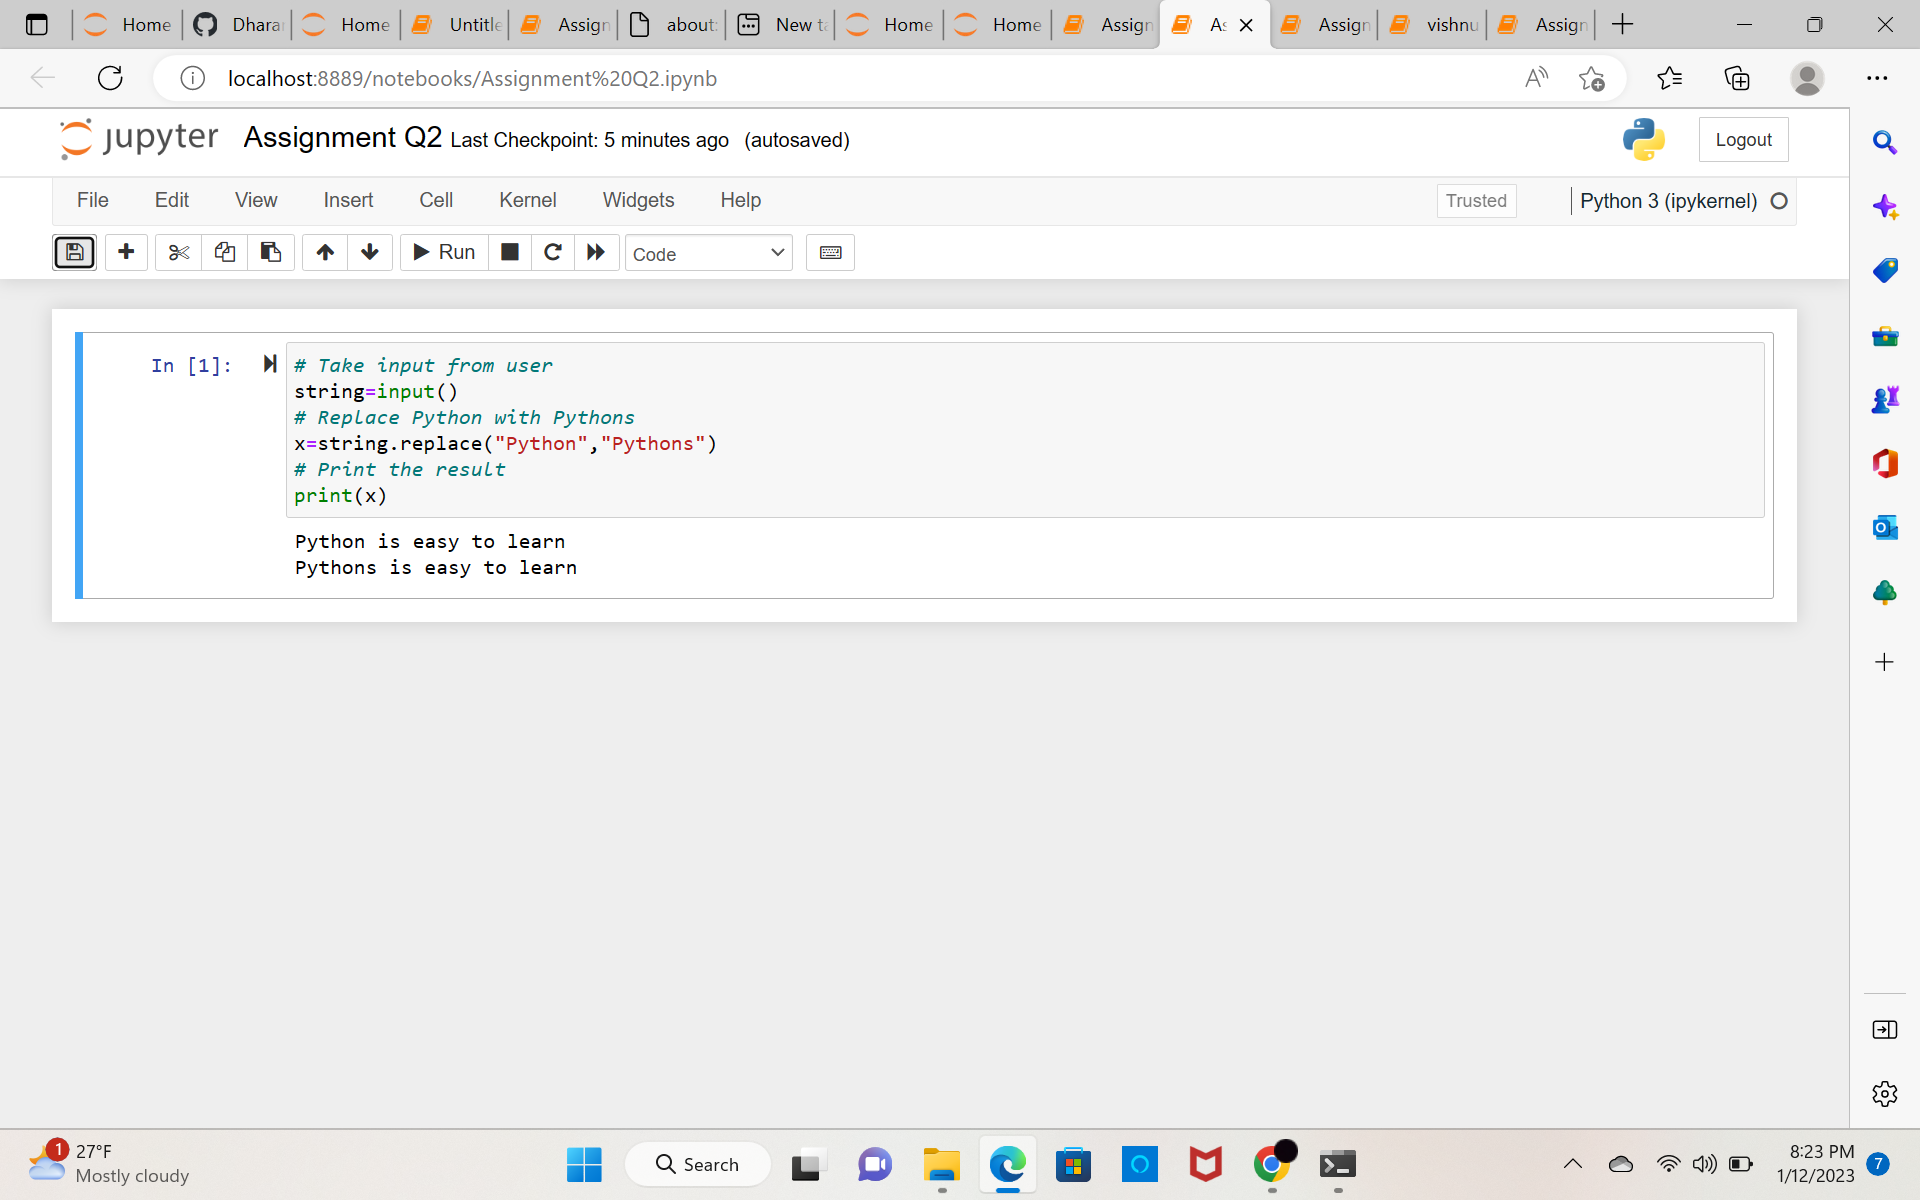 Home Dhara Home Untitle Assign about: New ta Home Home Assign As Assign vishnu Assign
localhost:8889/notebooks/Assignment%20Q2.ipynb
jupyter Assignment Q2 Last Checkpoint: 5 minutes ago (autosaved)
Logout
File Edit View Insert Cell Kernel Widgets Help
Trusted
Python 3 (ipykernel)
Run
Code
In [1]:
# Take input from user
string=input()
# Replace Python with Pythons
x=string.replace("Python","Pythons")
# Print the result
print(x)
Python is easy to learn
Pythons is easy to learn
1
27°F
Mostly cloudy
Search
8:23 PM
1/12/2023
7